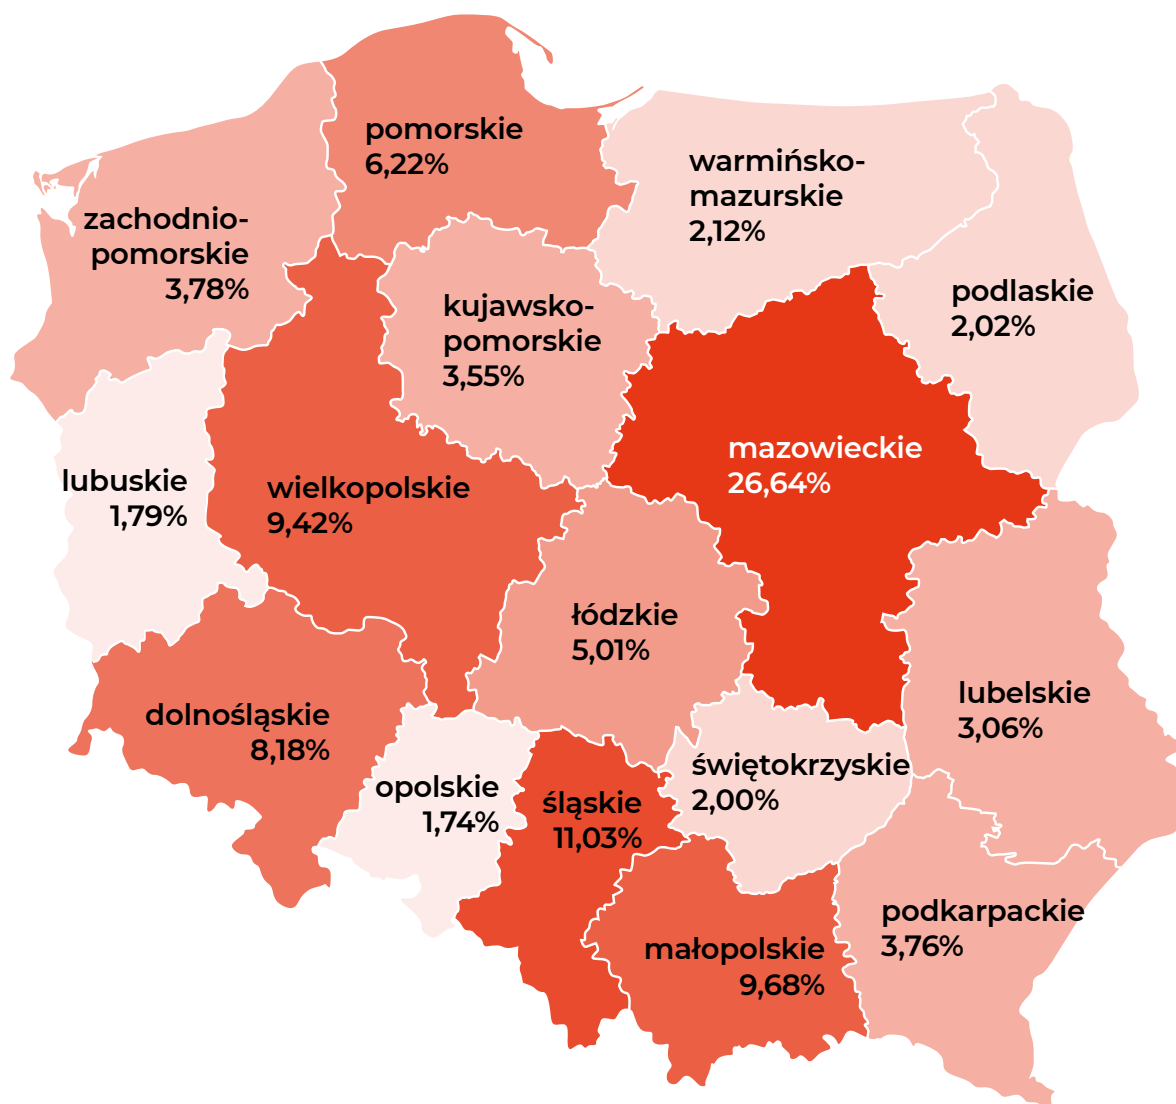 pomorskie
6,22%
warmińsko-
mazurskie
2,12%
zachodnio-
pomorskie
3,78%
kujawsko-
pomorskie
3,55%
podlaskie
2,02%
mazowieckie
26,64%
lubuskie
1,79%
wielkopolskie
9,42%
łódzkie
5,01%
lubelskie
3,06%
dolnośląskie
8,18%
opolskie
1,74%
śląskie
11,03%
świętokrzyskie
2,00%
małopolskie
9,68%
podkarpackie
3,76%